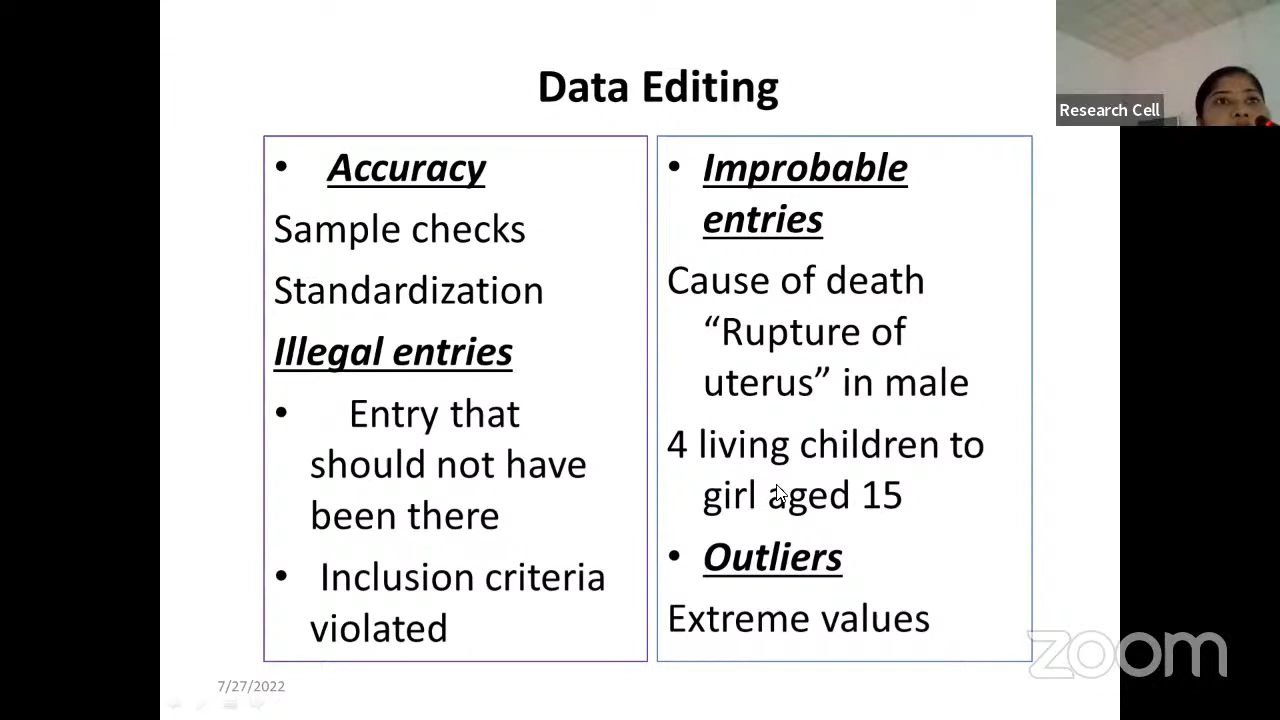 Data Editing
Research Cell
• Accuracy
Sample checks
Standardization
Illegal entries
• Entry that
should not have
been there
• Inclusion criteria
violated
• Improbable
entries
Cause of death
“Rupture of
uterus” in male
4 living children to
girl aged 15
• Outliers
Extreme values
7/27/2022
zoom